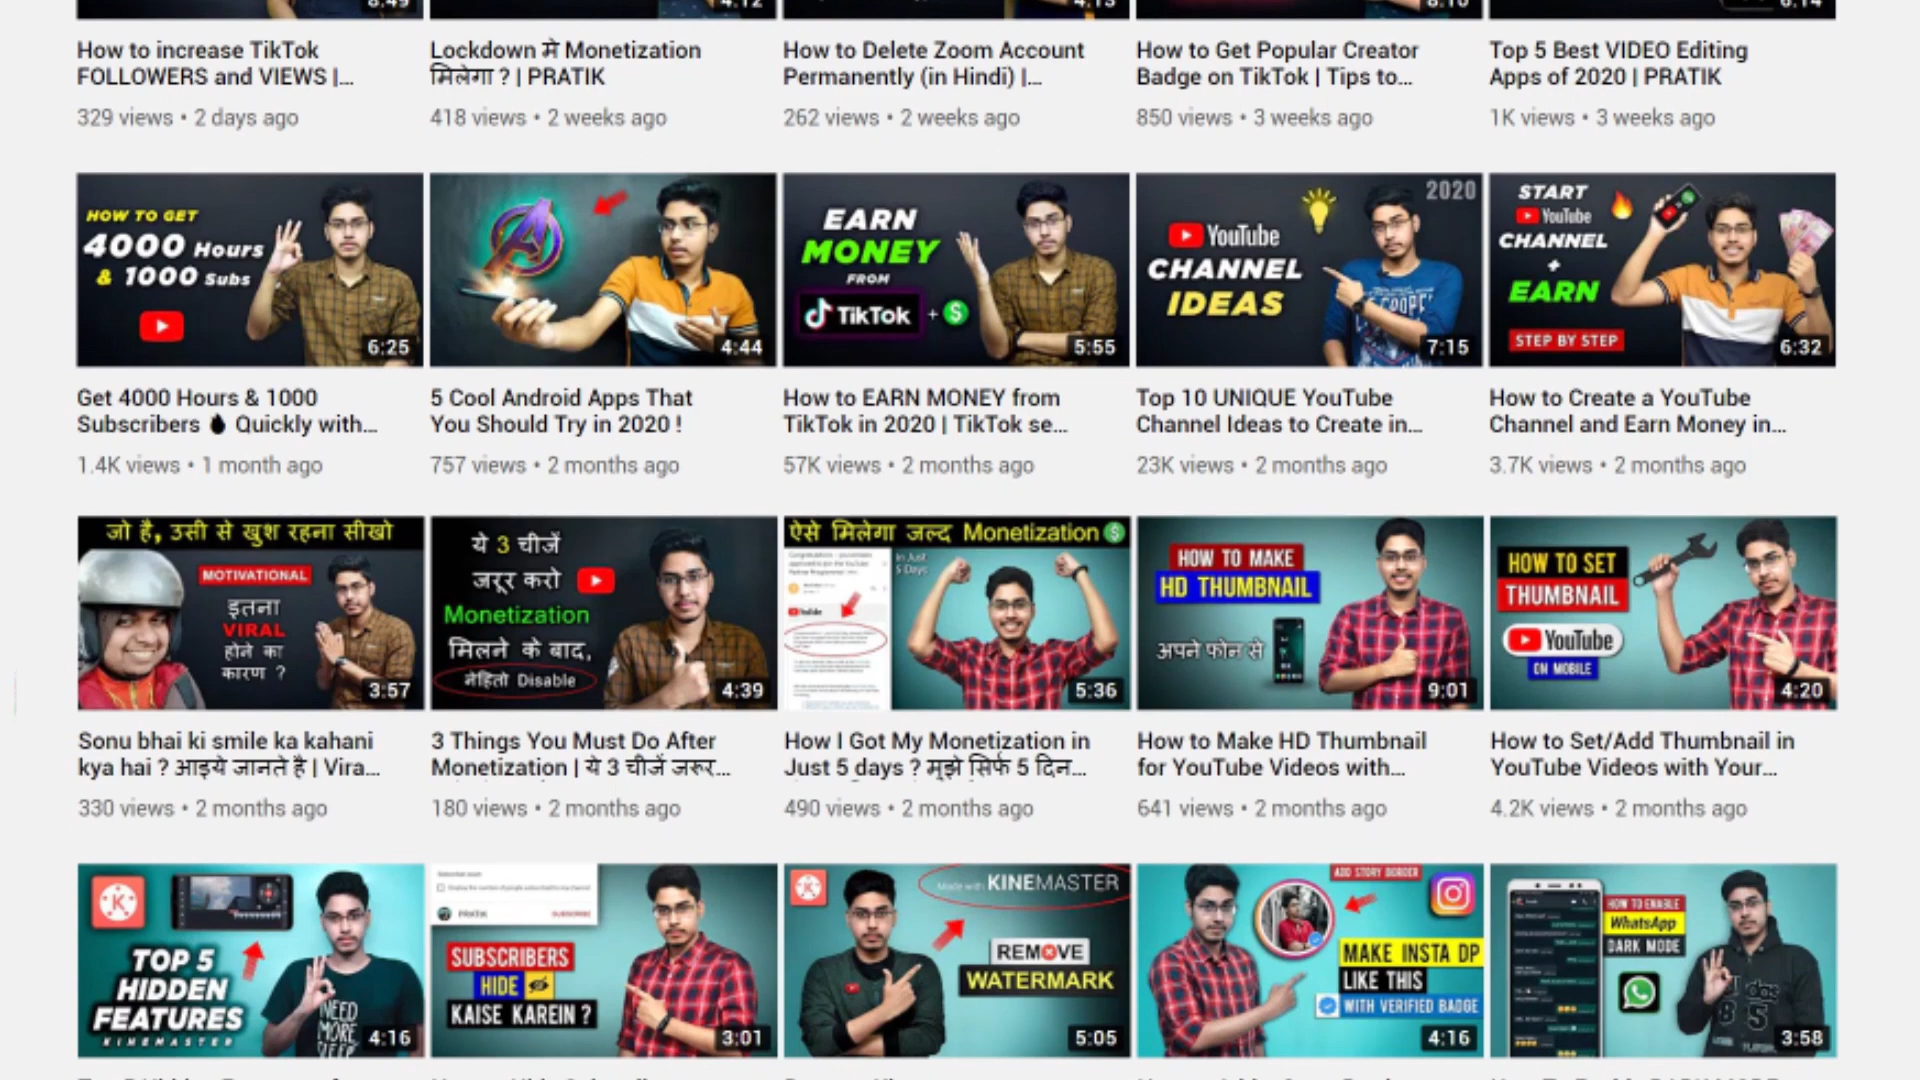 How to increase TikTok
FOLLOWERS and VIEWS |...
329 views • 2 days ago
Lockdown मे Monetization
मिलेगा ? | PRATIK
418 views • 2 weeks ago
How to Delete Zoom Account
Permanently (in Hindi) |...
262 views • 2 weeks ago
How to Get Popular Creator
Badge on TikTok | Tips to...
850 views • 3 weeks ago
Top 5 Best VIDEO Editing
Apps of 2020 | PRATIK
1K views • 3 weeks ago
HOW TO GET
4000 Hours
& 1000 Subs
6:25
Get 4000 Hours & 1000
Subscribers Quickly with...
1.4K views • 1 month ago
4:44
5 Cool Android Apps That
You Should Try in 2020 !
757 views • 2 months ago
EARN
MONEY
FROM
TikTok + $
5:55
How to EARN MONEY from
TikTok in 2020 | TikTok se...
57K views • 2 months ago
2020
YouTube
CHANNEL
IDEAS
7:15
Top 10 UNIQUE YouTube
Channel Ideas to Create in...
23K views • 2 months ago
START
YouTube
CHANNEL
+
EARN
STEP BY STEP
6:32
How to Create a YouTube
Channel and Earn Money in...
3.7K views • 2 months ago
जो है, उसी से खुश रहना सीखो
MOTIVATIONAL
इतना
VIRAL
होने का
कारण ?
3:57
Sonu bhai ki smile ka kahani
kya hai ? आइये जानते है | Vira...
330 views • 2 months ago
ये 3 चीजें
जरूर करो
Monetization
मिलने के बाद,
नेहितो Disable
4:39
3 Things You Must Do After
Monetization | ये 3 चीजें जरूर...
180 views • 2 months ago
ऐसे मिलेगा जल्द Monetization $
In Just
5 Days
5:36
How I Got My Monetization in
Just 5 days ? मुझे सिर्फ 5 दिन...
490 views • 2 months ago
HOW TO MAKE
HD THUMBNAIL
अपने फोन से
9:01
How to Make HD Thumbnail
for YouTube Videos with...
641 views • 2 months ago
HOW TO SET
THUMBNAIL
YouTube
ON MOBILE
4:20
How to Set/Add Thumbnail in
YouTube Videos with Your...
4.2K views • 2 months ago
K
TOP 5
HIDDEN
FEATURES
KINEMASTER
NEED
MORE
SLEEP
4:16
SUBSCRIBERS
HIDE
KAISE KAREIN ?
3:01
Made with KINEMASTER
REMOVE
WATERMARK
5:05
ADD STORY BORDER
MAKE INSTA DP
LIKE THIS
WITH VERIFIED BADGE
4:16
HOW TO ENABLE
WhatsApp
DARK MODE
3:58